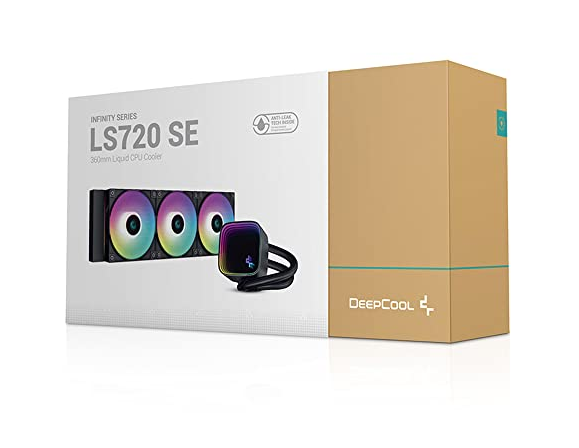 INFINITY SERIES
LS720 SE
360mm Liquid CPU Cooler
ANTI-LEAK
TECH INSIDE
DEEPCOOL